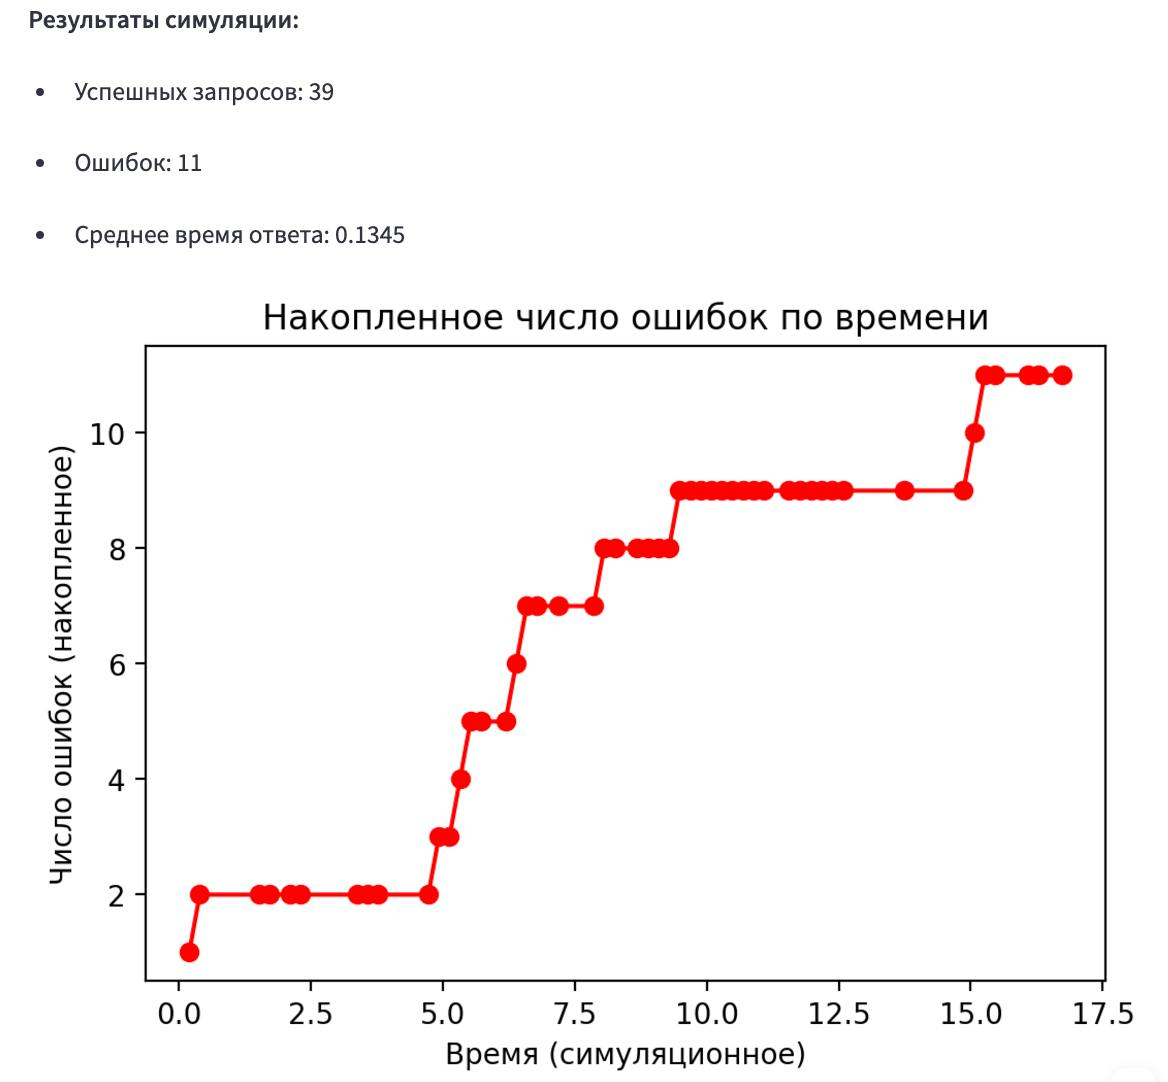 Результаты симуляции:
• Успешных запросов: 39
• Ошибок: 11
• Среднее время ответа: 0.1345
Накопленное число ошибок по времени
Число ошибок (накопленное)
10
8
6
4
2
0.0 2.5 5.0 7.5 10.0 12.5 15.0 17.5
Время (симуляционное)